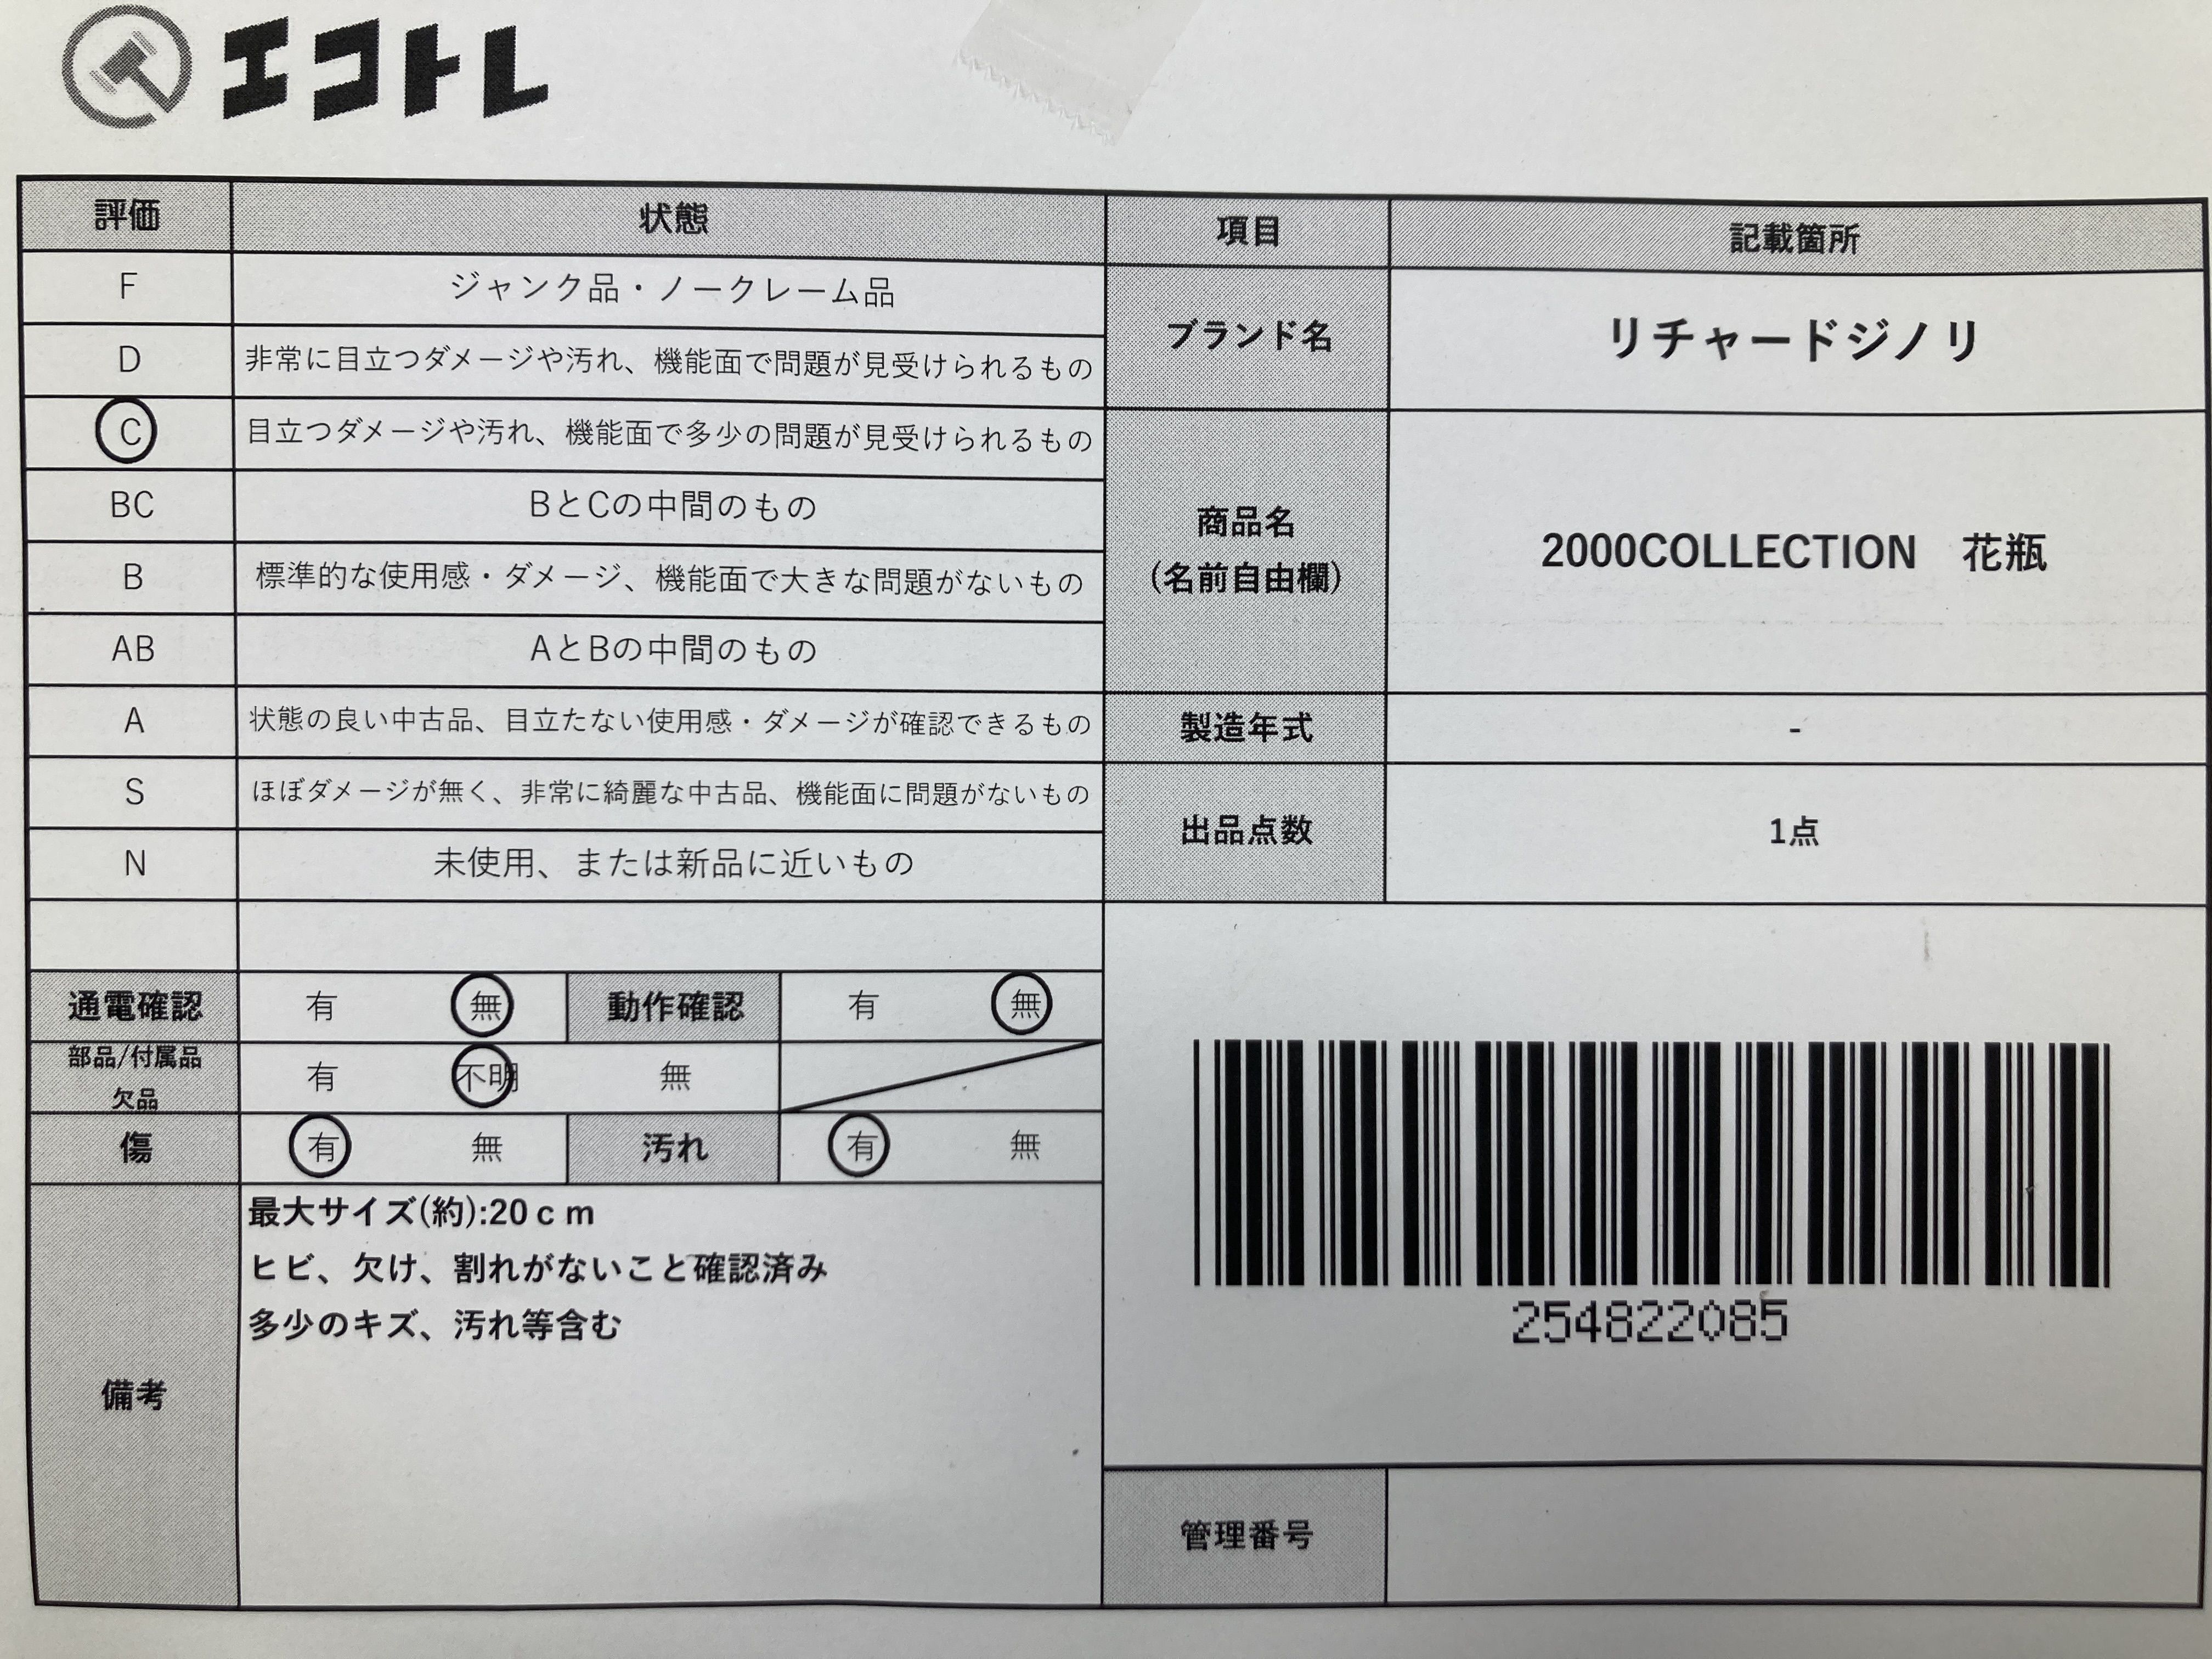 エコトレ
評価 状態
F ジャンク品・ノークレーム品
D 非常に目立つダメージや汚れ、機能面で問題が見受けられるもの
C 目立つダメージや汚れ、機能面で多少の問題が見受けられるもの
BC BとCの中間のもの
B 標準的な使用感・ダメージ、機能面で大きな問題がないもの
AB AとBの中間のもの
A 状態の良い中古品、目立たない使用感・ダメージが確認できるもの
S ほぼダメージが無く、非常に綺麗な中古品、機能面に問題がないもの
N 未使用、または新品に近いもの
通電確認 有 無 動作確認 有 無
部品/付属品
欠品 有 不明 無
傷 有 無 汚れ 有 無
備考
最大サイズ(約):20ｃｍ
ヒビ、欠け、割れがないこと確認済み
多少のキズ、汚れ等含む
項目 記載箇所
ブランド名 リチャードジノリ
商品名
(名前自由欄)
2000COLLECTION　花瓶
製造年式 -
出品点数 1点
254822085
管理番号